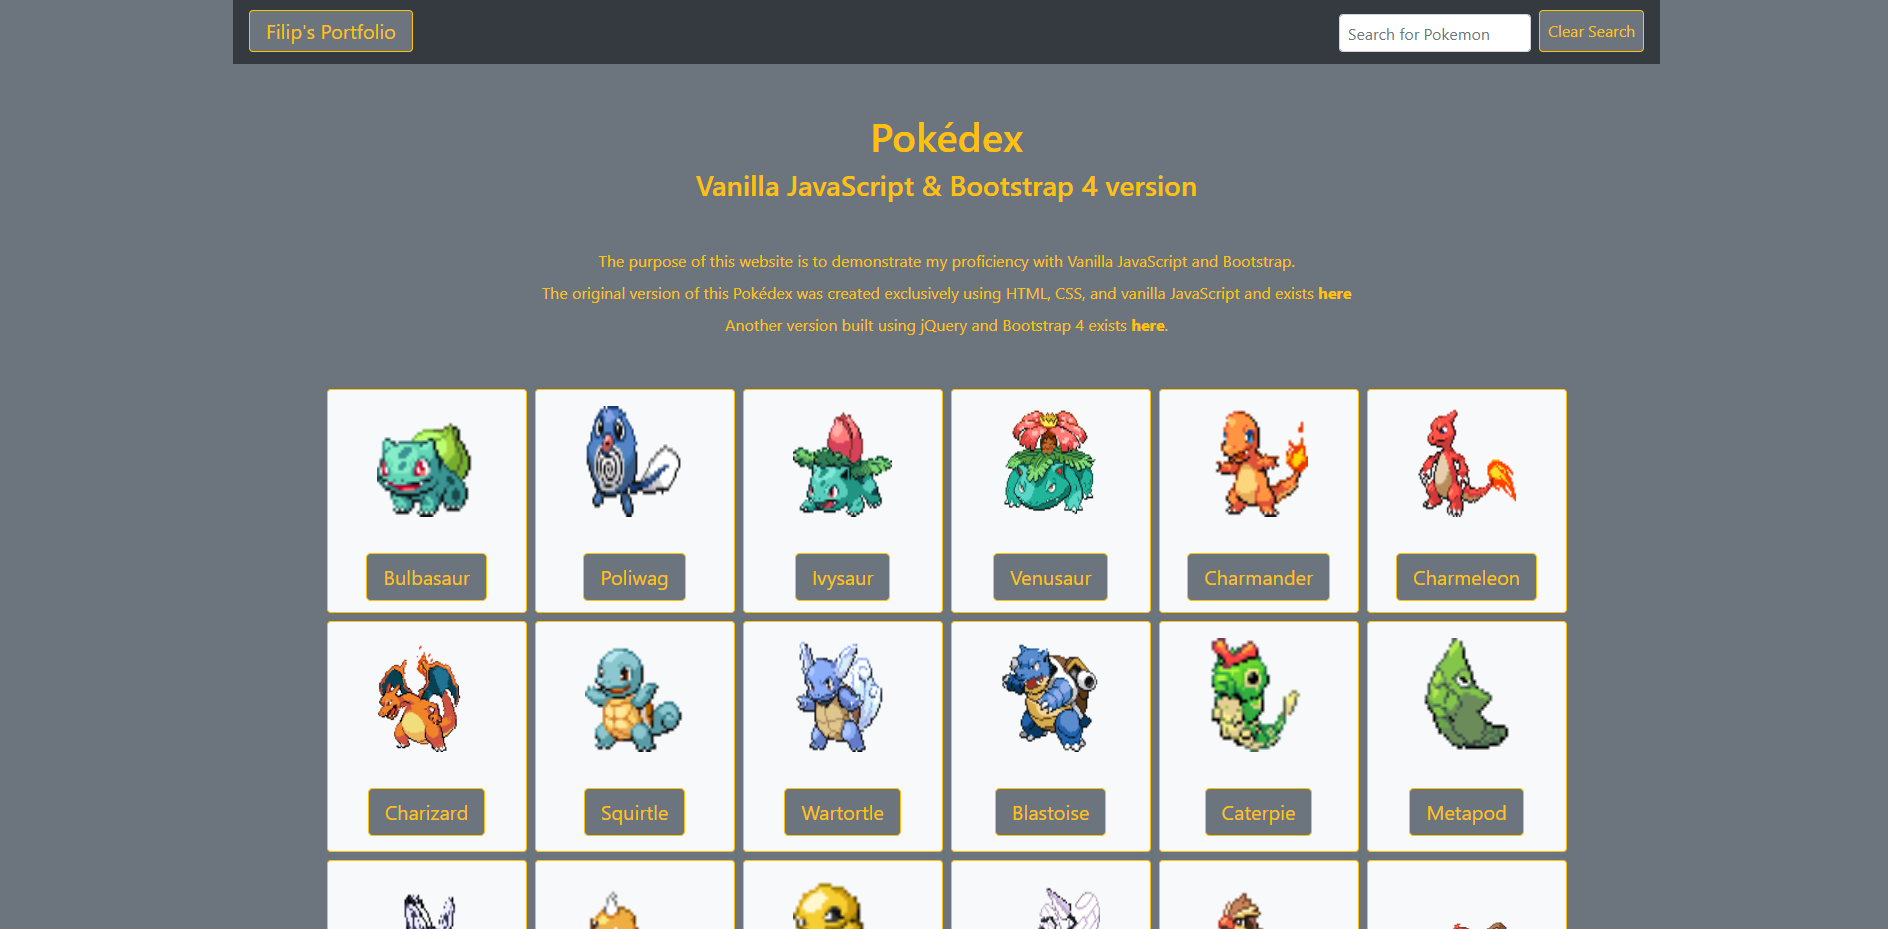 Filip's Portfolio
Search for Pokemon
Clear Search
Pokédex
Vanilla JavaScript & Bootstrap 4 version
The purpose of this website is to demonstrate my proficiency with Vanilla JavaScript and Bootstrap.
The original version of this Pokédex was created exclusively using HTML, CSS, and vanilla JavaScript and exists here
Another version built using jQuery and Bootstrap 4 exists here.
Bulbasaur
Poliwag
Ivysaur
Venusaur
Charmander
Charmeleon
Charizard
Squirtle
Wartortle
Blastoise
Caterpie
Metapod